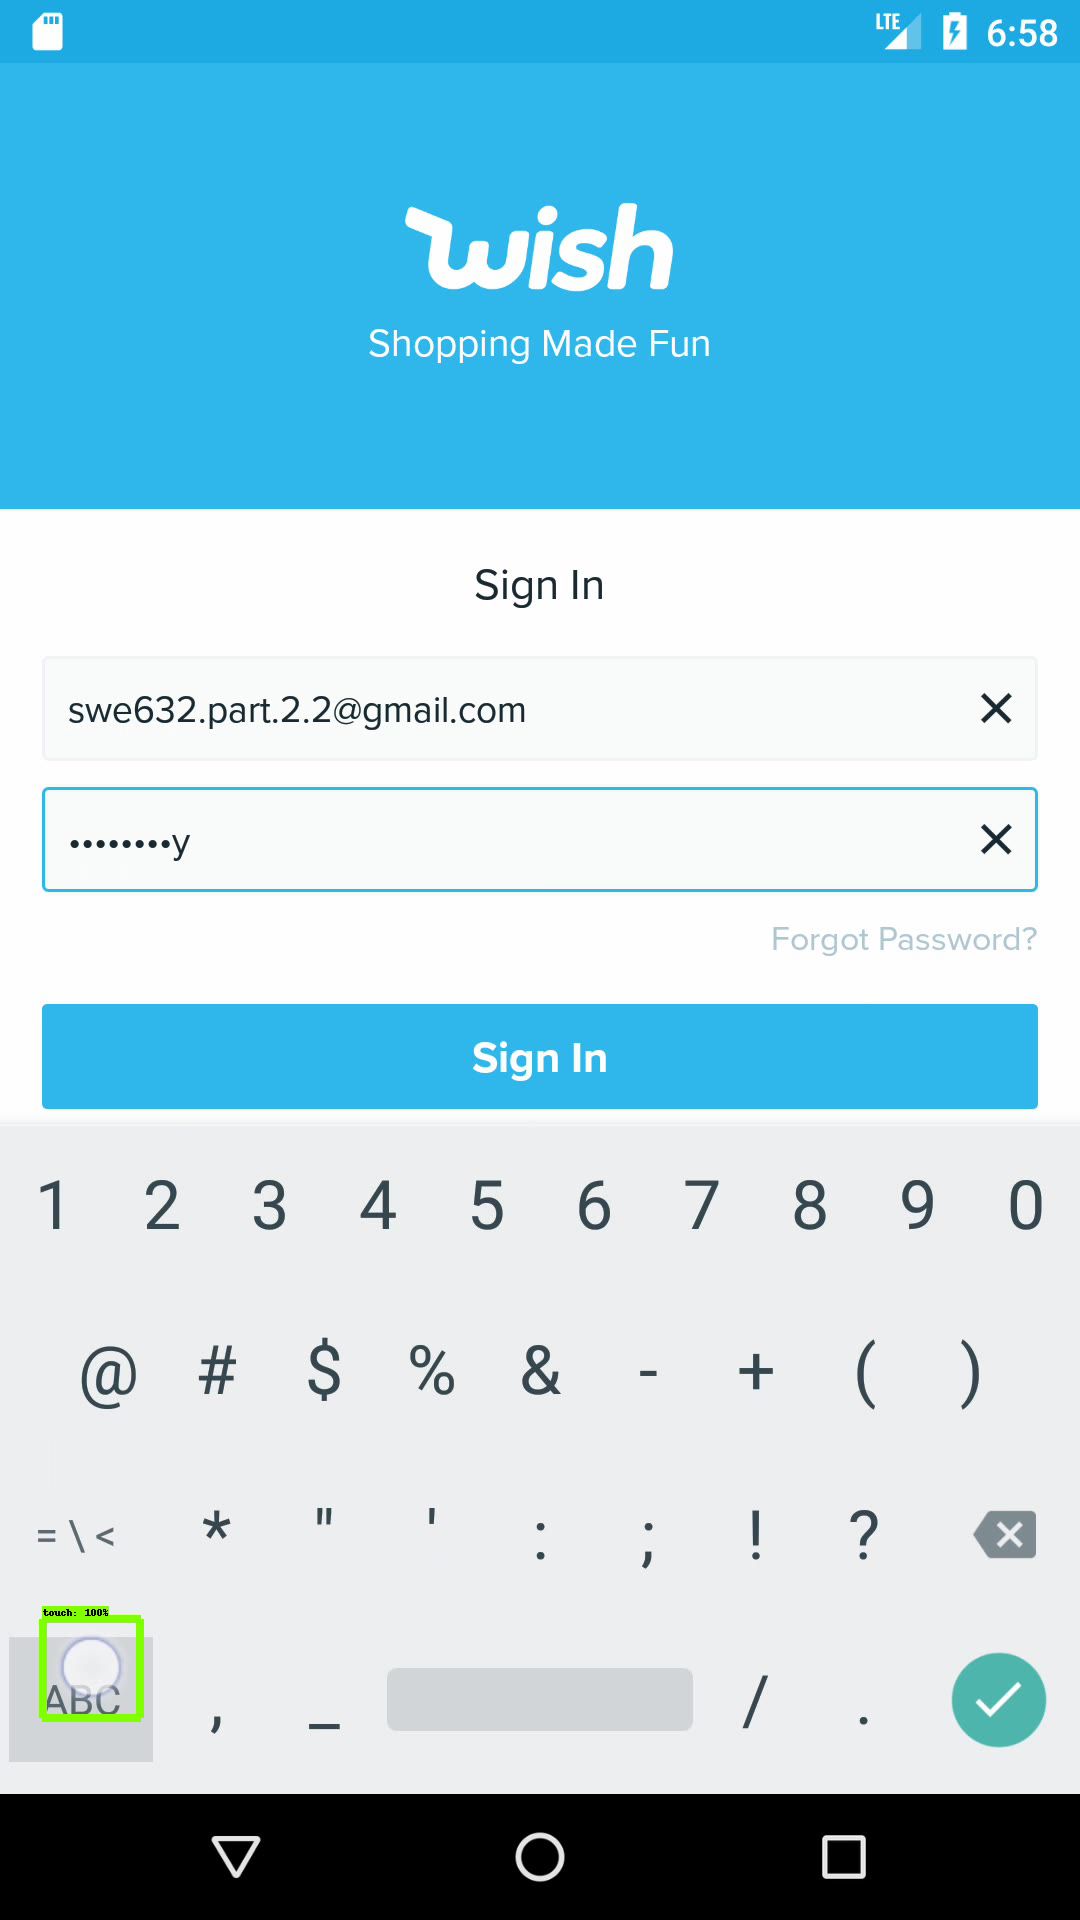 LTE 6:58
wish
Shopping Made Fun
Sign In
swe632.part.2.2@gmail.com
••••••••y
Forgot Password?
Sign In
1 2 3 4 5 6 7 8 9 0
@ # $ % & - + ( )
= \ < * " ' : ; ! ?
touch: 100%
ABC , _ / .